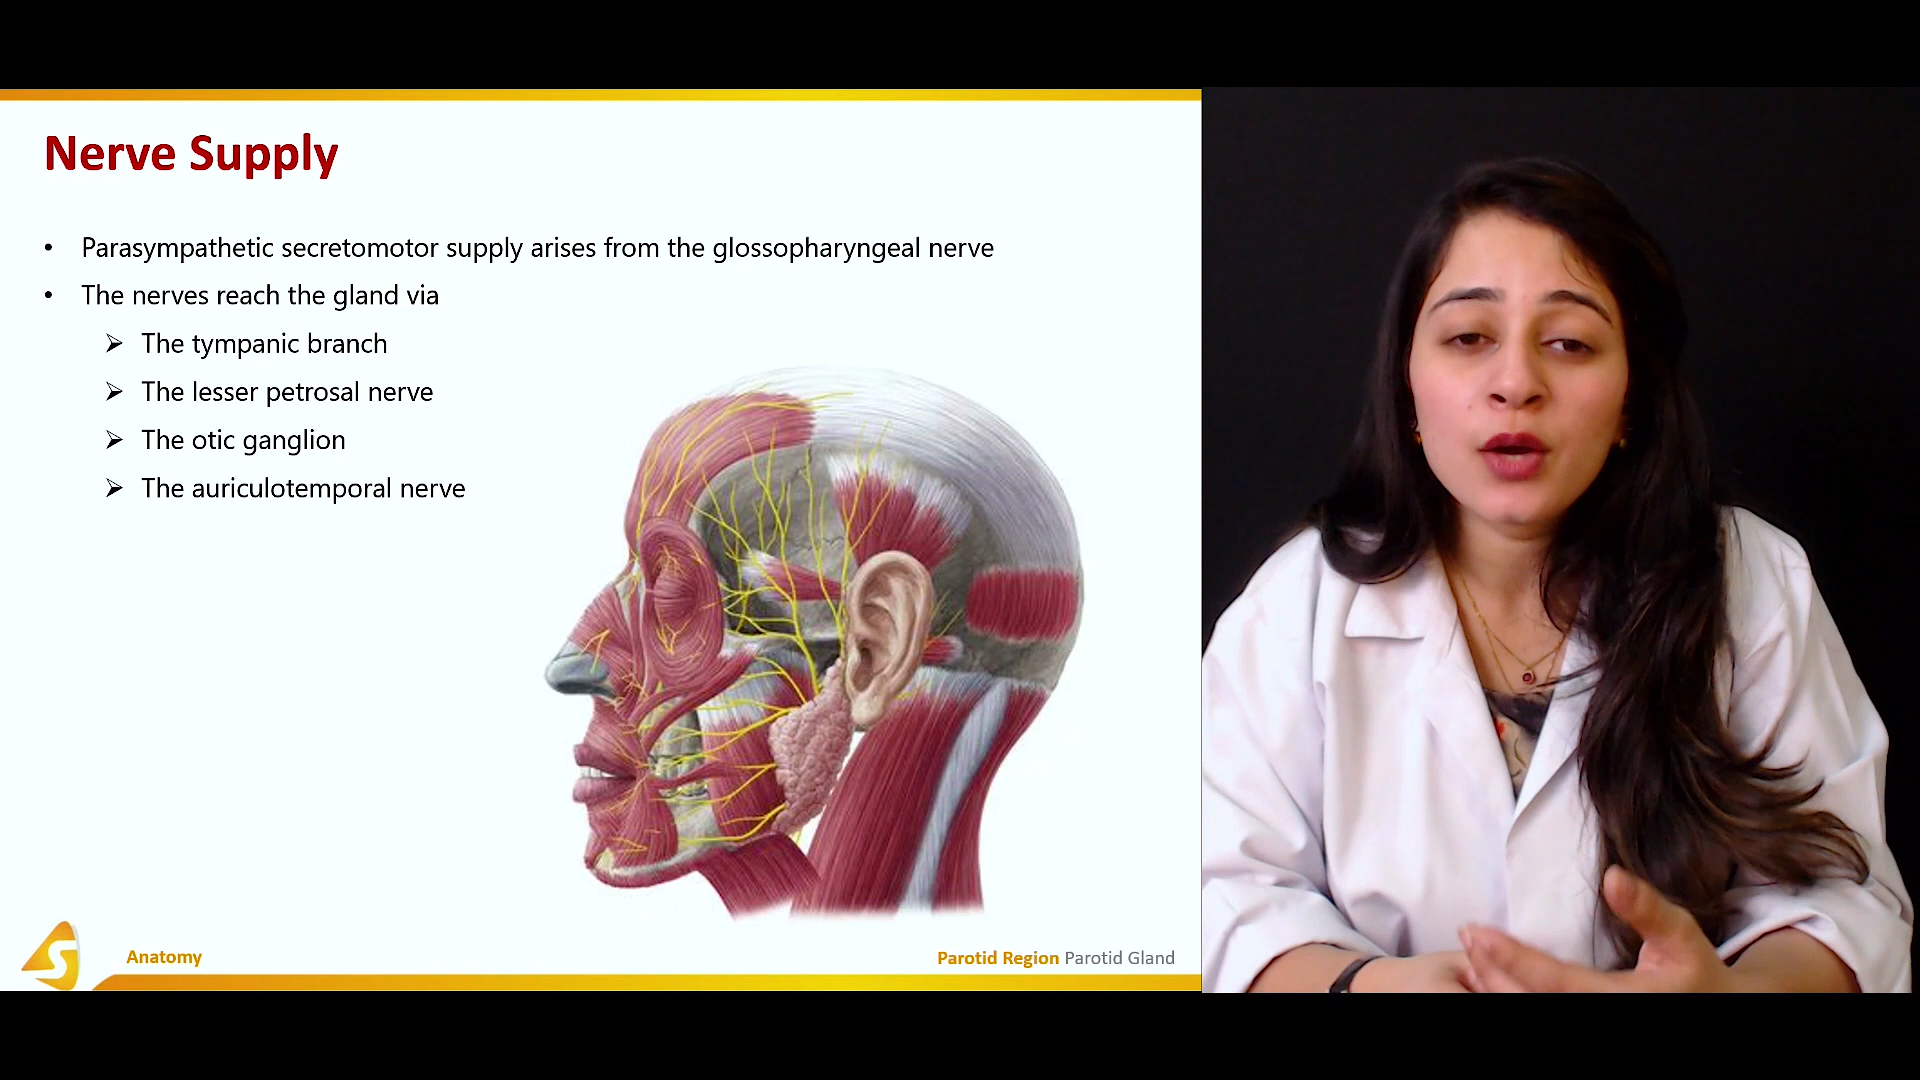 Nerve Supply
• Parasympathetic secretomotor supply arises from the glossopharyngeal nerve
• The nerves reach the gland via
➢ The tympanic branch
➢ The lesser petrosal nerve
➢ The otic ganglion
➢ The auriculotemporal nerve
S
Anatomy
Parotid Region Parotid Gland